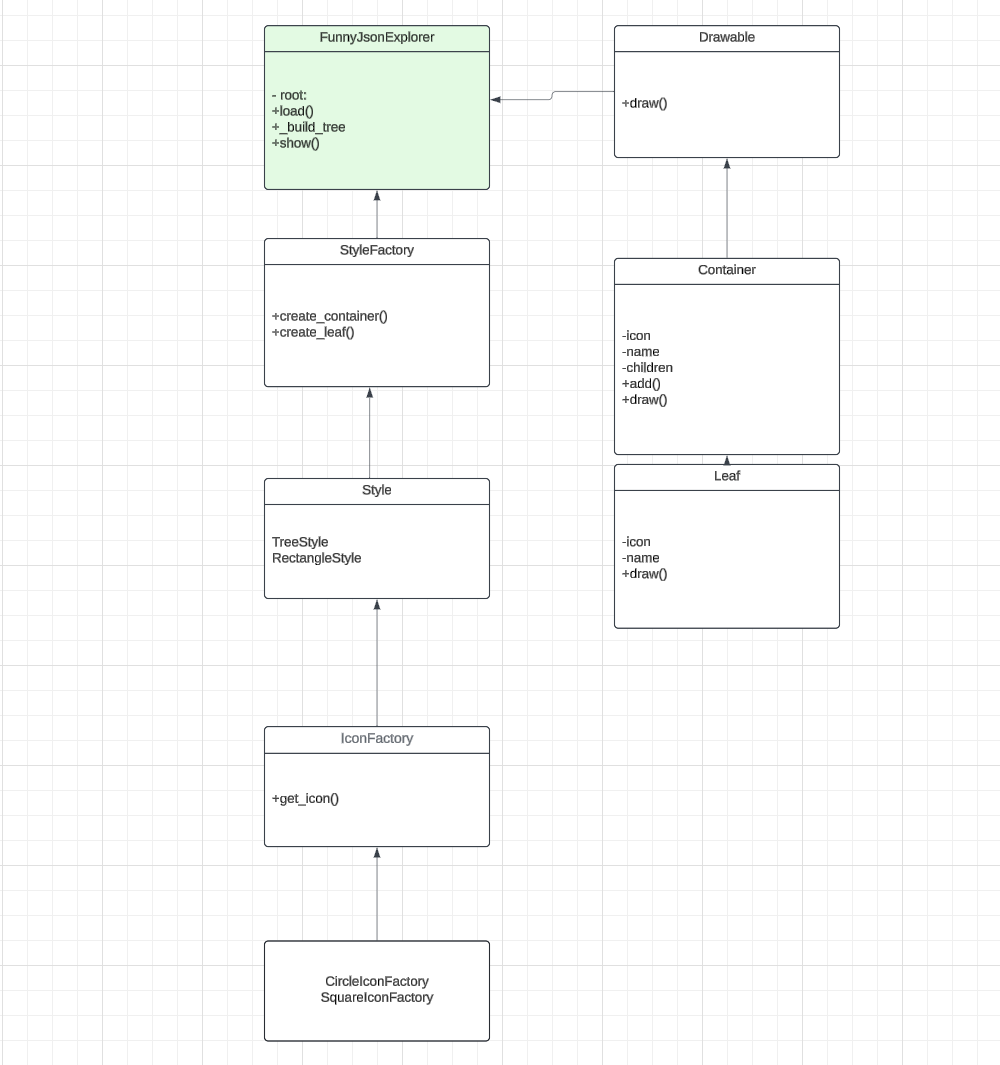 FunnyJsonExplorer
- root:
+load()
+_build_tree
+show()
Drawable
+draw()
StyleFactory
+create_container()
+create_leaf()
Container
-icon
-name
-children
+add()
+draw()
Style
TreeStyle
RectangleStyle
Leaf
-icon
-name
+draw()
IconFactory
+get_icon()
CircleIconFactory
SquareIconFactory